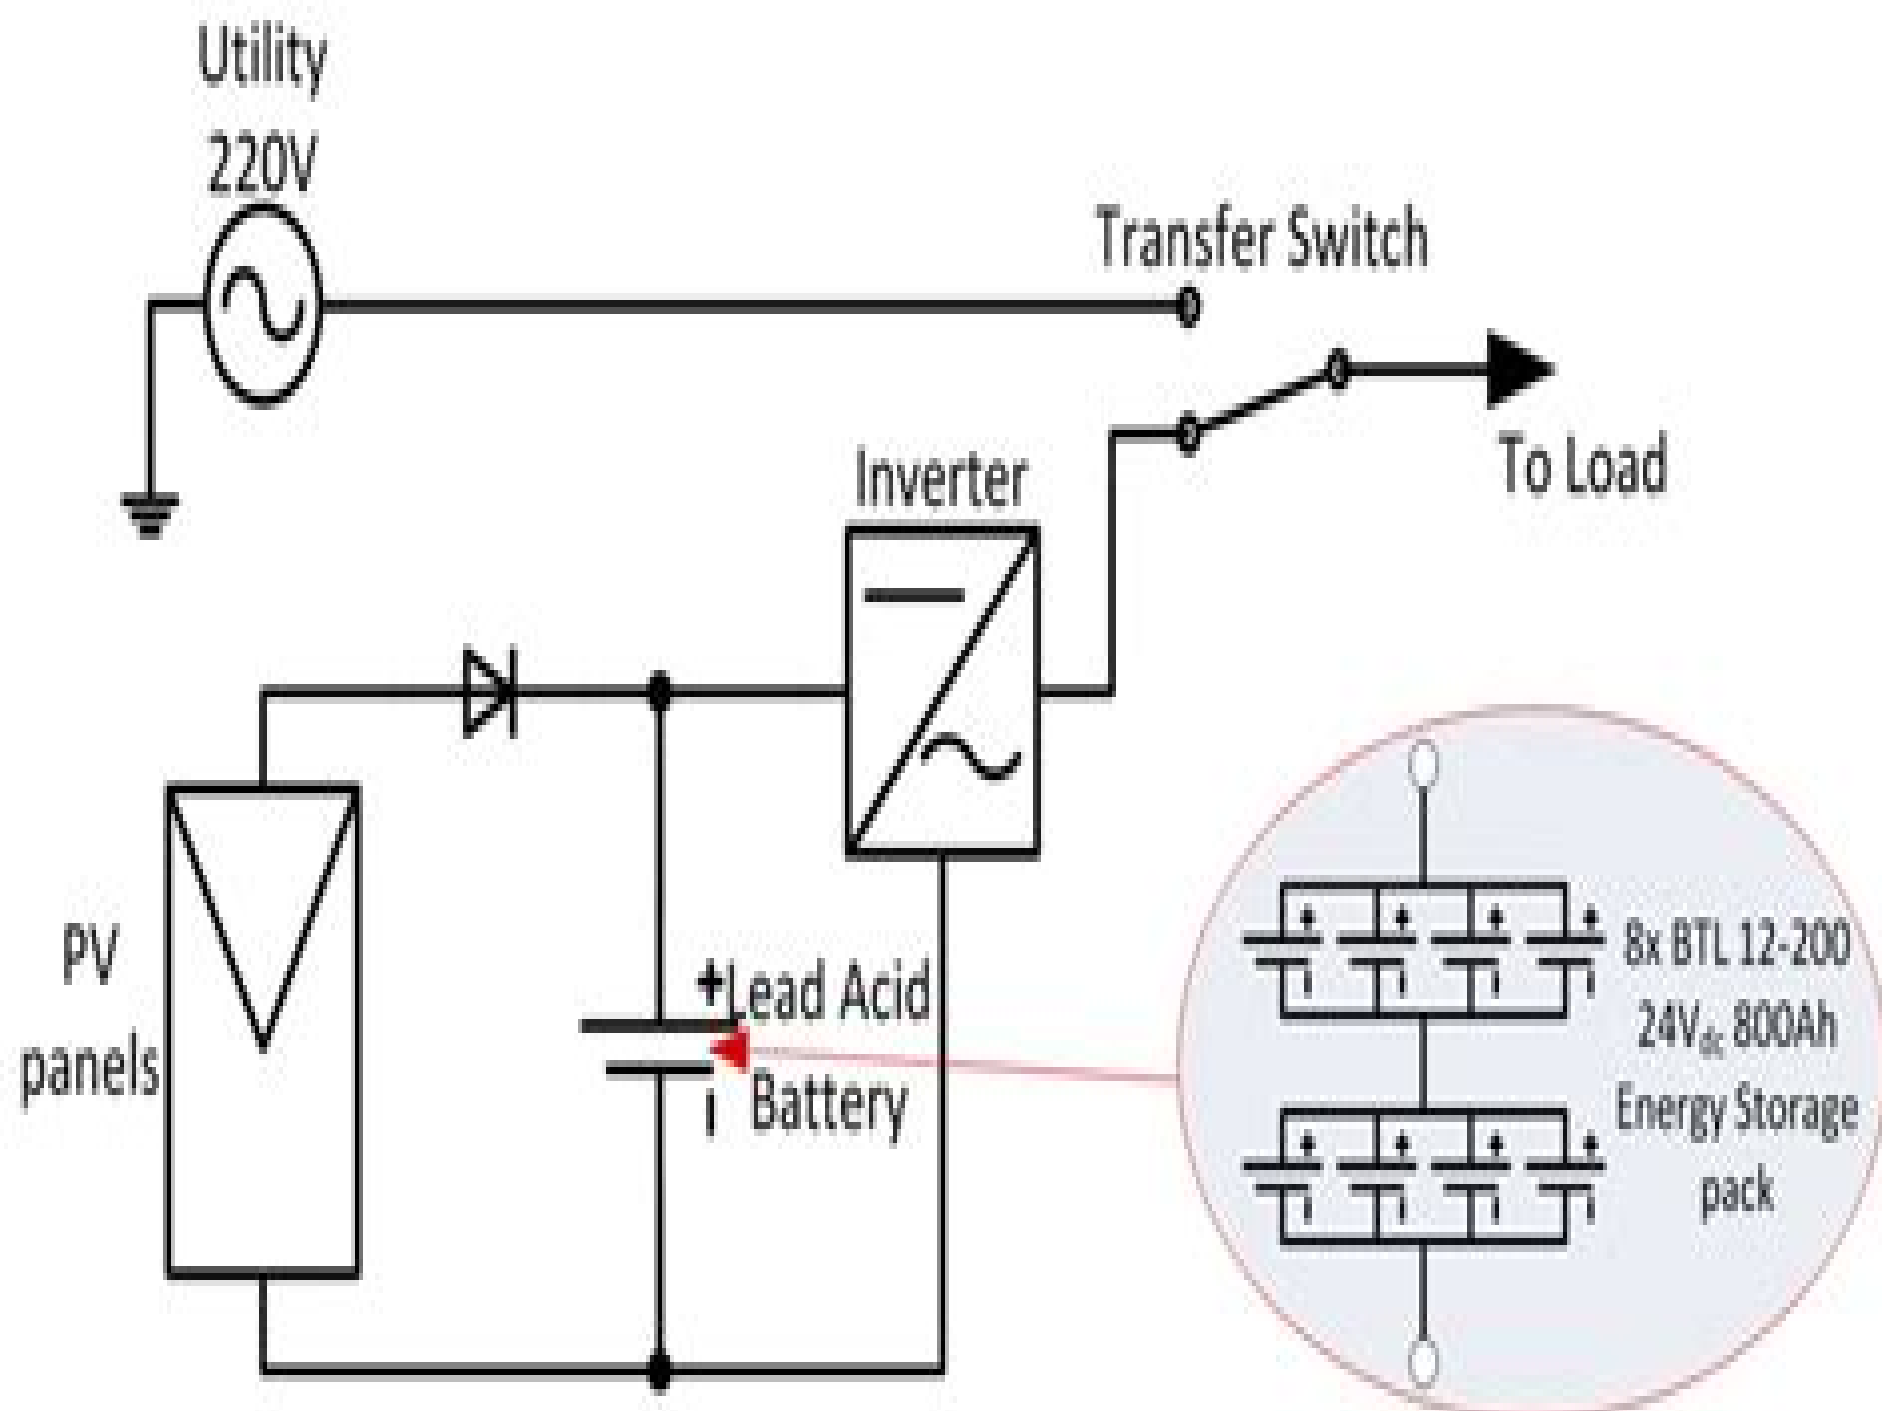 Utility
220V
Transfer Switch
To Load
Inverter
PV
panels
+
Lead Acid
Battery
8x BTL 12-200
24Vdc 800Ah
Energy Storage
pack